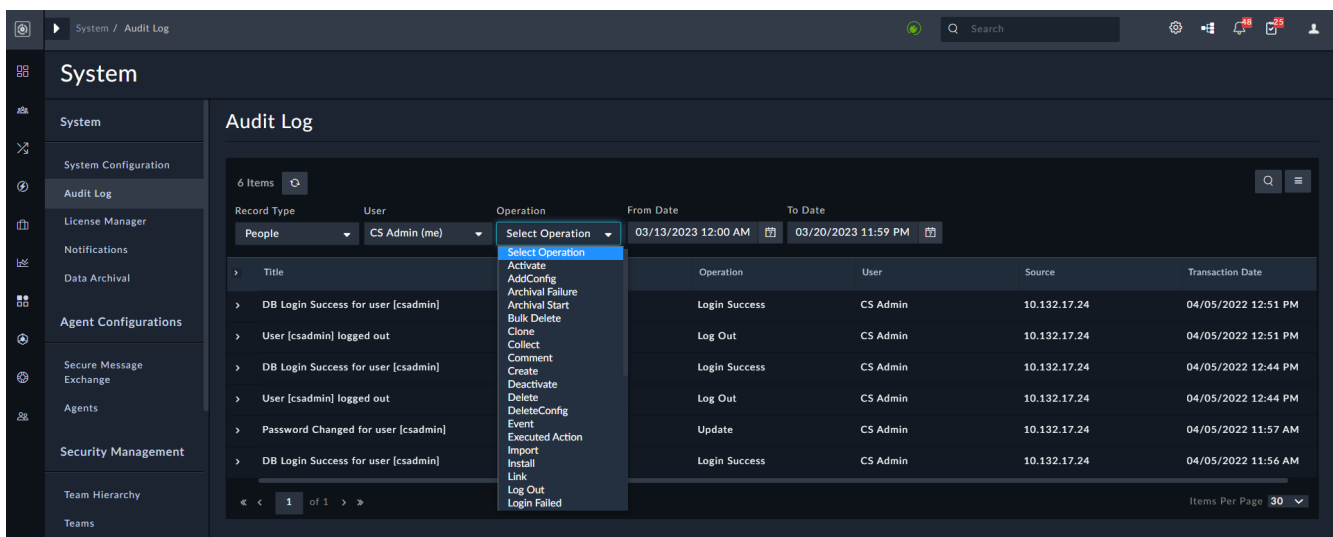 System / Audit Log
Search
48
25
System
System
System Configuration
Audit Log
License Manager
Notifications
Data Archival
Agent Configurations
Secure Message
Exchange
Agents
Security Management
Team Hierarchy
Teams
Audit Log
6 Items
Record Type User Operation From Date To Date
People CS Admin (me) Select Operation 03/13/2023 12:00 AM 03/20/2023 11:59 PM
Select Operation
Activate
AddConfig
Archival Failure
Archival Start
Bulk Delete
Clone
Collect
Comment
Create
Deactivate
Delete
DeleteConfig
Event
Executed Action
Import
Install
Link
Log Out
Login Failed
Title Operation User Source Transaction Date
DB Login Success for user [csadmin] Login Success CS Admin 10.132.17.24 04/05/2022 12:51 PM
User [csadmin] logged out Log Out CS Admin 10.132.17.24 04/05/2022 12:51 PM
DB Login Success for user [csadmin] Login Success CS Admin 10.132.17.24 04/05/2022 12:44 PM
User [csadmin] logged out Log Out CS Admin 10.132.17.24 04/05/2022 12:44 PM
Password Changed for user [csadmin] Update CS Admin 10.132.17.24 04/05/2022 11:57 AM
DB Login Success for user [csadmin] Login Success CS Admin 10.132.17.24 04/05/2022 11:56 AM
1 of 1
Items Per Page 30